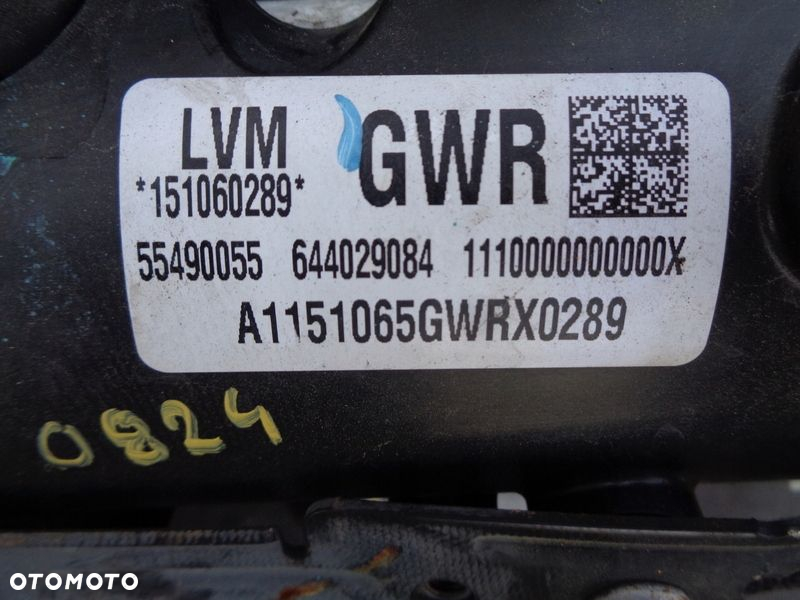 LVM GWR
*151060289*
55490055 644029084 1110000000000X
A1151065GWRX0289
0824
OTOMOTO